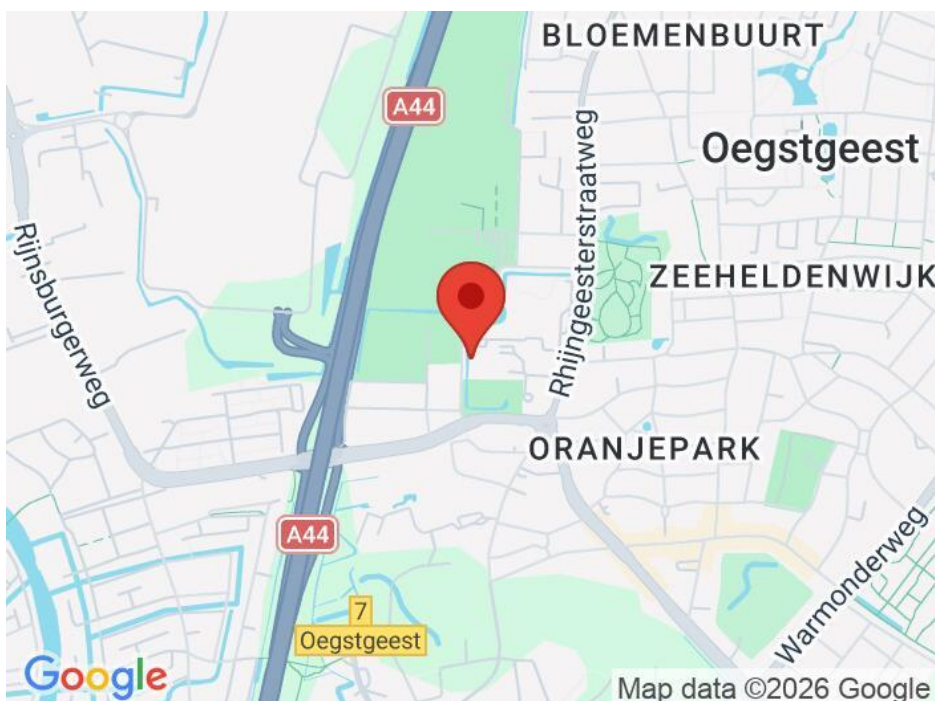 BLOEMENBUURT
A44
Oegstgeest
Rhijngeesterstraatweg
Rijnsburgerweg
ZEEHELDENWIJK
ORANJEPARK
A44
Warmonderweg
7
Oegstgeest
Google
Map data ©2026 Google